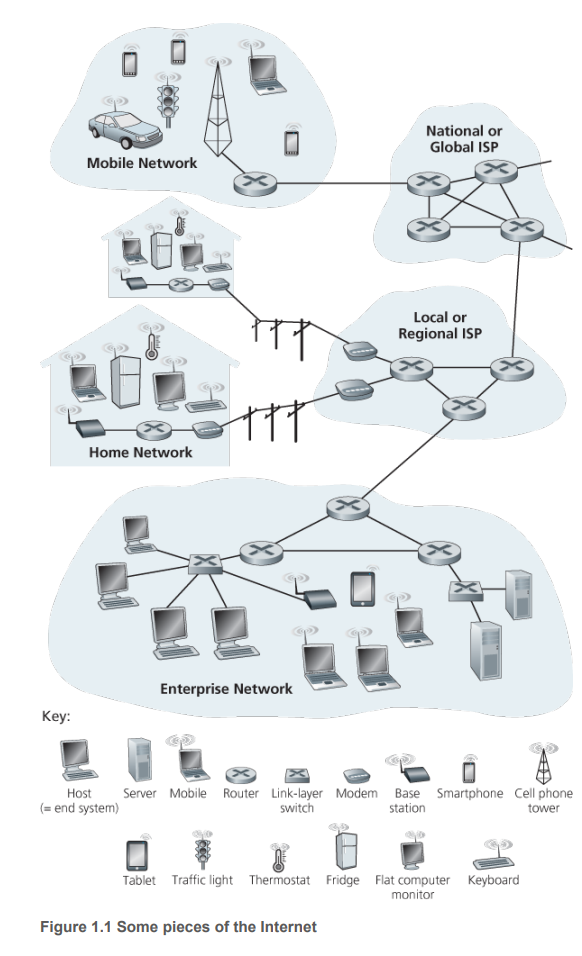 National or
Global ISP
Mobile Network
Local or
Regional ISP
Home Network
Enterprise Network
Key:
Host
(= end system)
Server
Mobile
Router
Link-layer
switch
Modem
Base
station
Smartphone
Cell phone
tower
Tablet
Traffic light
Thermostat
Fridge
Flat computer
monitor
Keyboard
Figure 1.1 Some pieces of the Internet